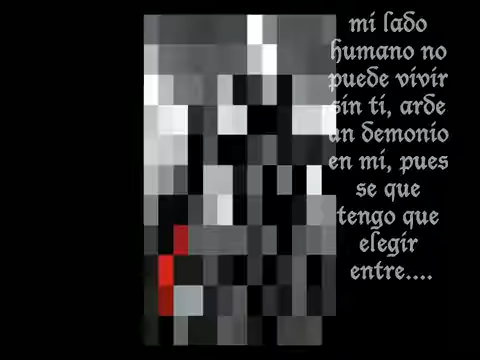 mi lado
humano no
puede vivir
sin ti, arde
un demonio
en mi, pues
se que
tengo que
elegir
entre....